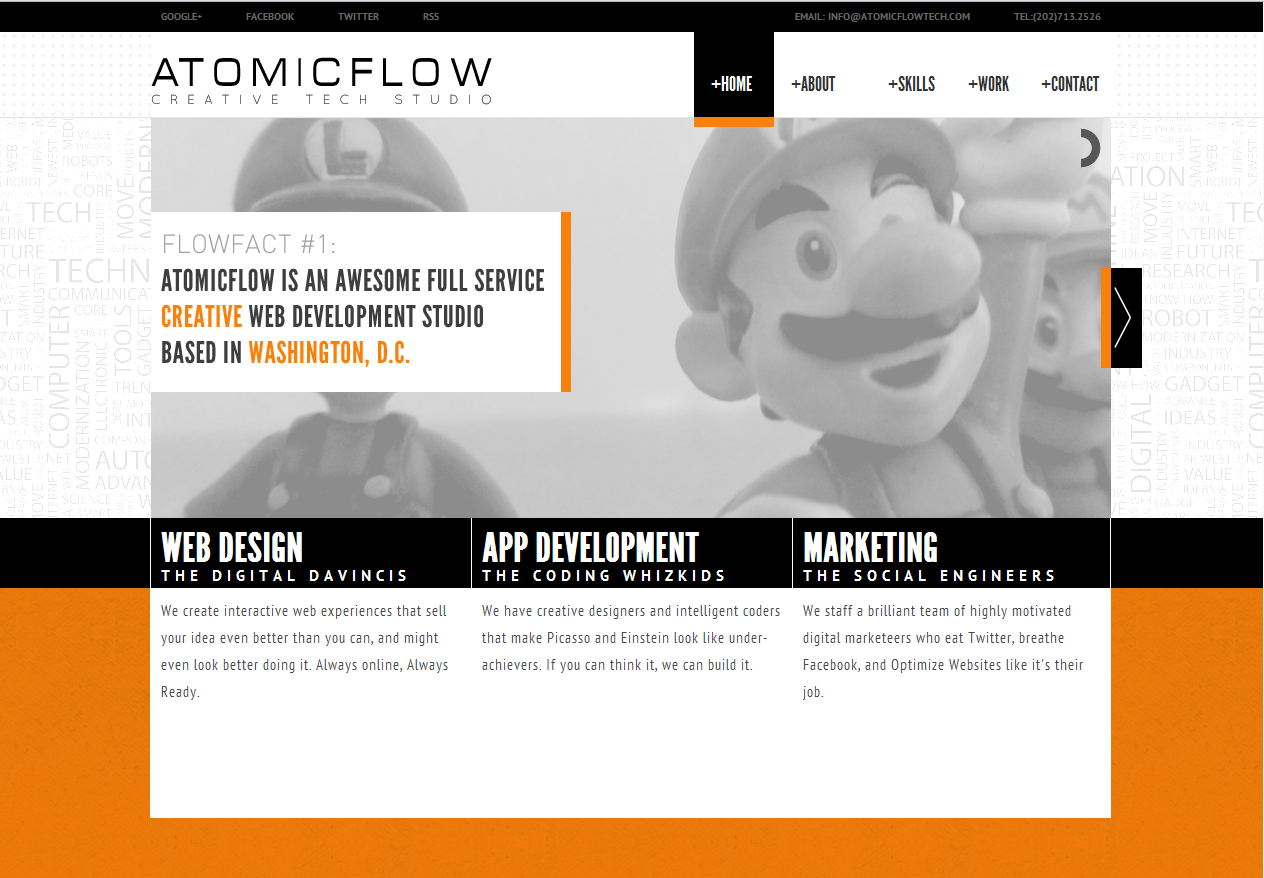 GOOGLE+ FACEBOOK TWITTER RSS EMAIL: INFO@ATOMICFLOWTECH.COM TEL:(202)713.2526
ATOMICFLOW
CREATIVE TECH STUDIO
+HOME +ABOUT +SKILLS +WORK +CONTACT
FLOWFACT #1:
ATOMICFLOW IS AN AWESOME FULL SERVICE
CREATIVE WEB DEVELOPMENT STUDIO
BASED IN WASHINGTON, D.C.
WEB DESIGN
THE DIGITAL DAVINCIS
We create interactive web experiences that sell
your idea even better than you can, and might
even look better doing it. Always online, Always
Ready.
APP DEVELOPMENT
THE CODING WHIZKIDS
We have creative designers and intelligent coders
that make Picasso and Einstein look like under-
achievers. If you can think it, we can build it.
MARKETING
THE SOCIAL ENGINEERS
We staff a brilliant team of highly motivated
digital marketeers who eat Twitter, breathe
Facebook, and Optimize Websites like it's their
job.